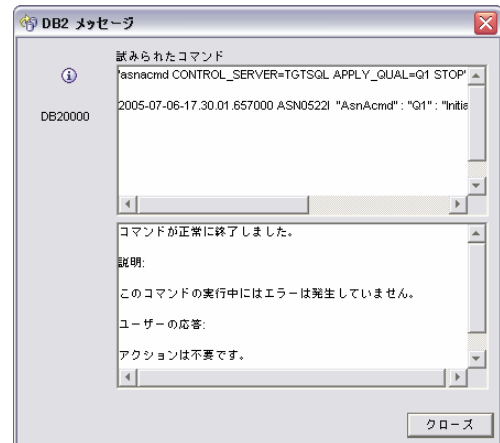 DB2 メッセージ
試みられたコマンド
DB20000
"asnacmd CONTROL_SERVER=TGTSQL APPLY_QUAL=Q1 STOP"
2005-07-06-17.30.01.657000 ASN0522I "AsnAcmd" : "Q1" : "Initia
コマンドが正常に終了しました。
説明:
このコマンドの実行中にはエラーは発生していません。
ユーザーの応答:
アクションは不要です。
クローズ